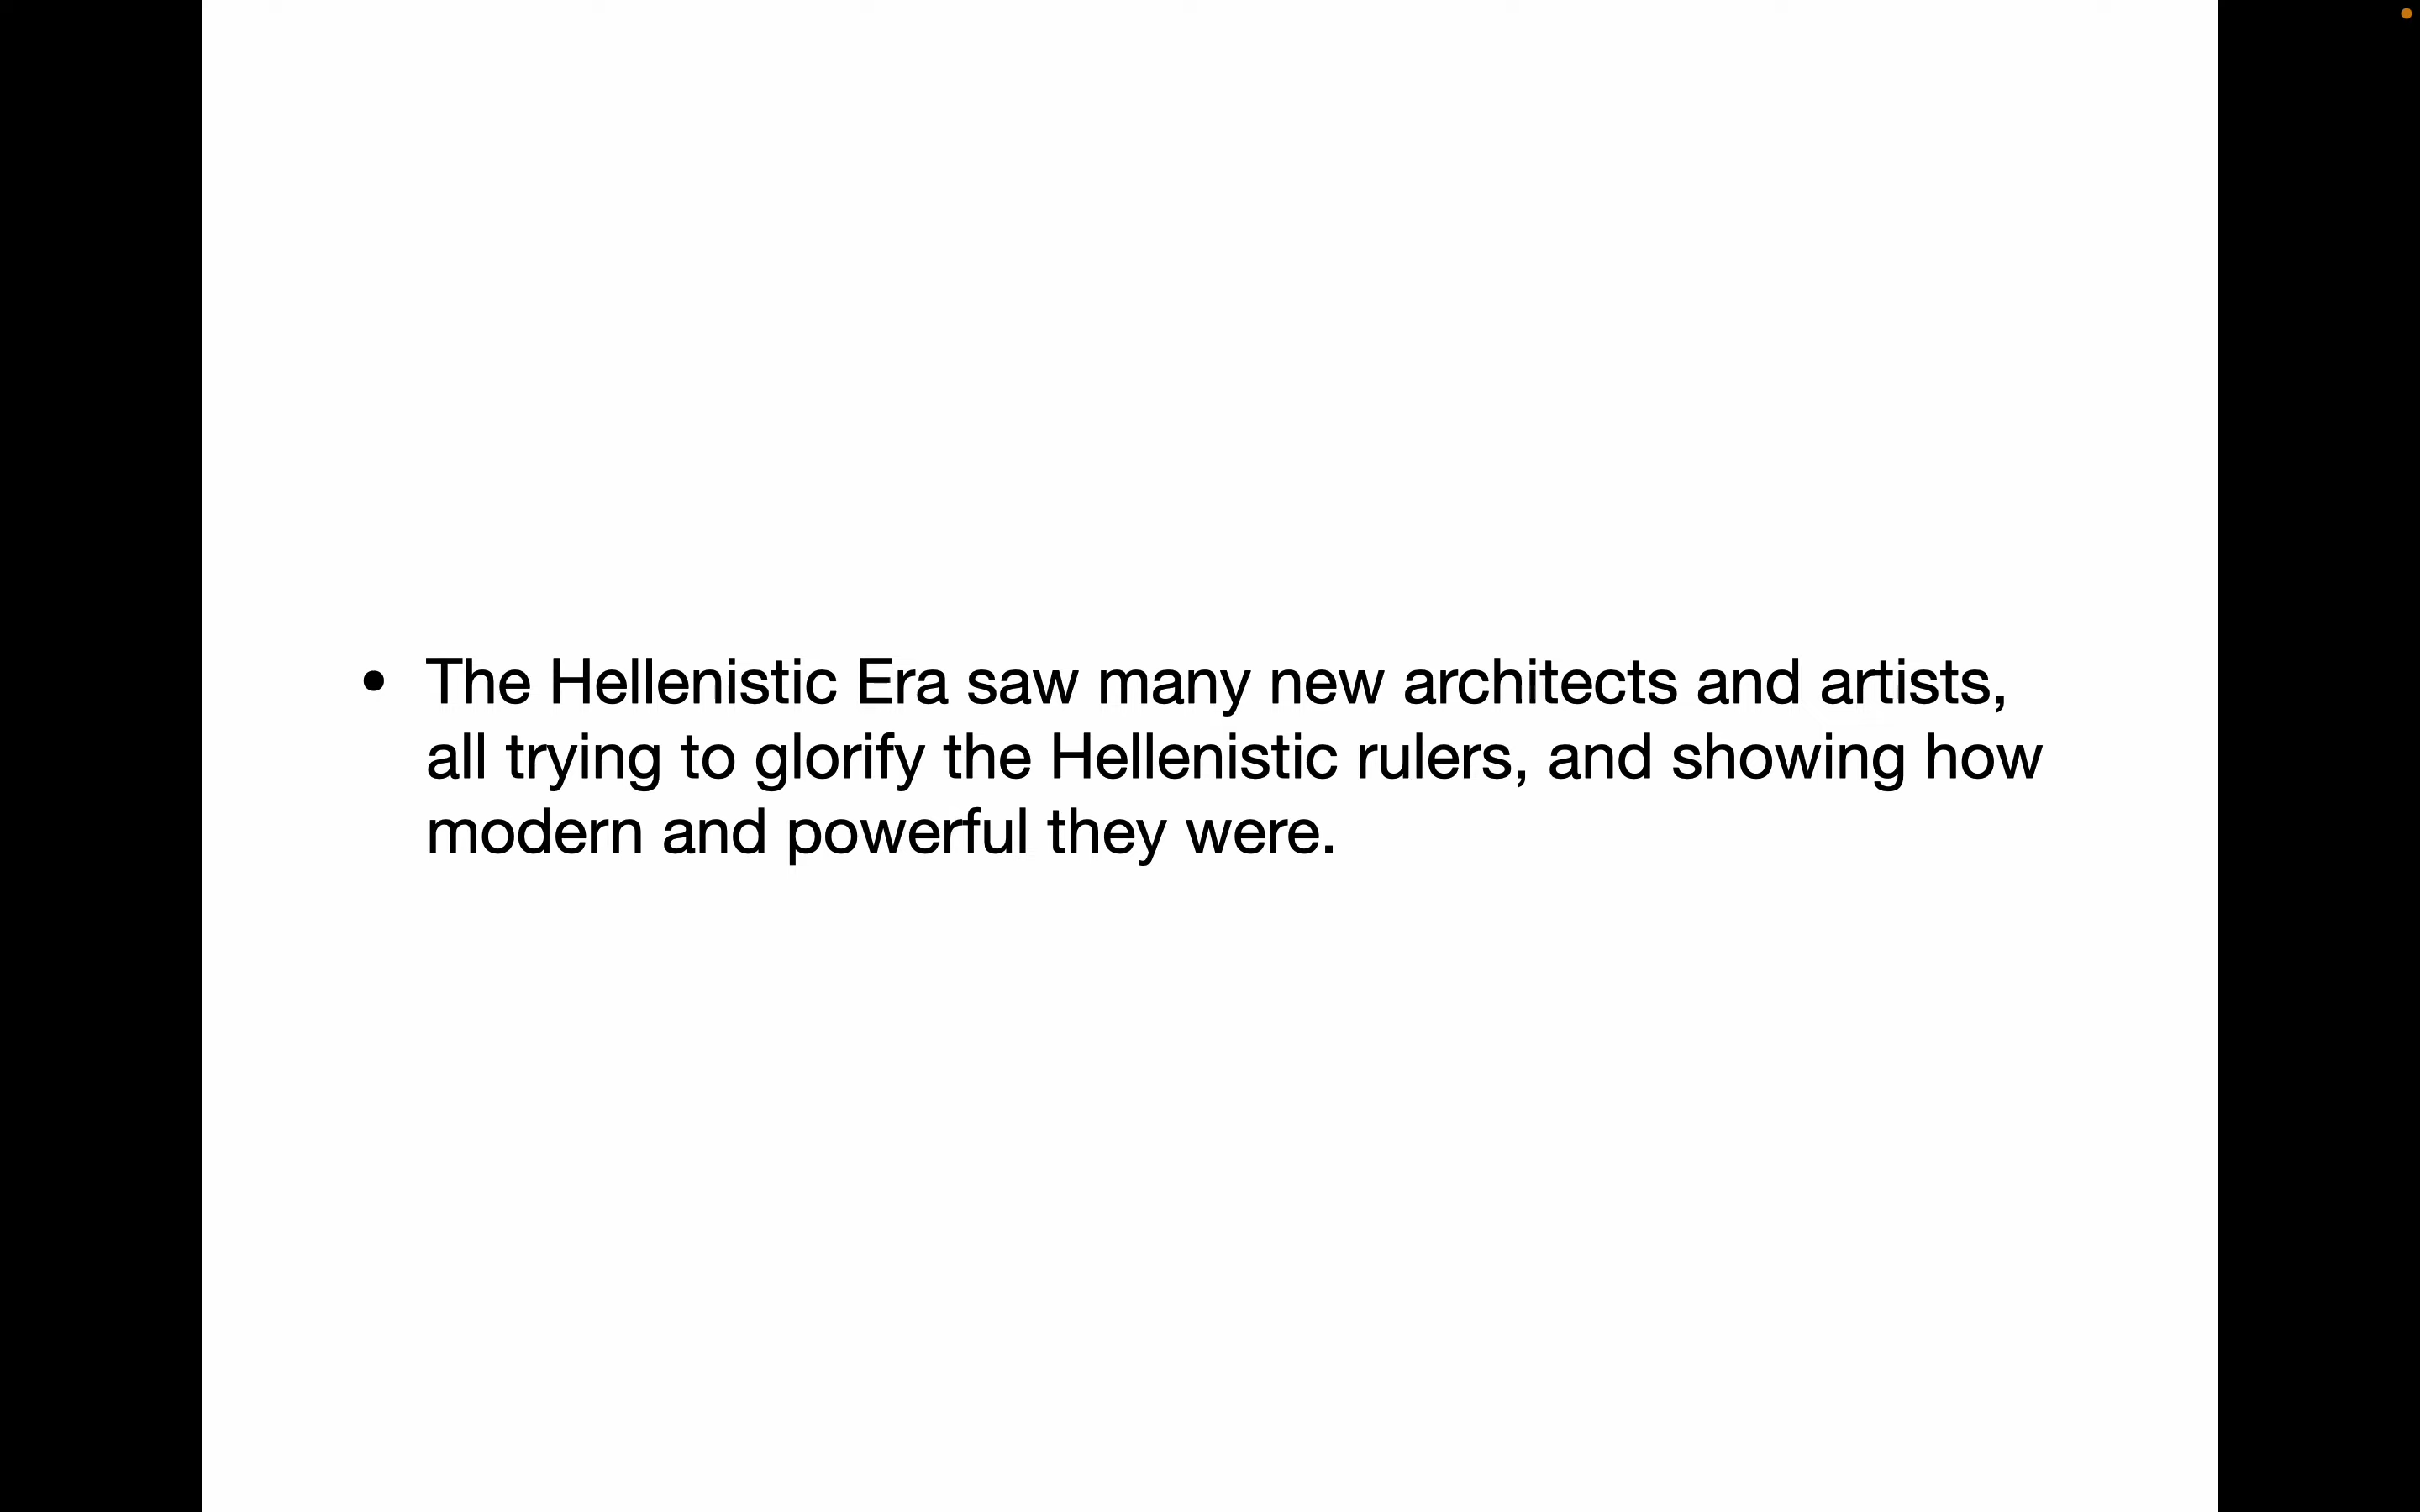 • The Hellenistic Era saw many new architects and artists,
all trying to glorify the Hellenistic rulers, and showing how
modern and powerful they were.